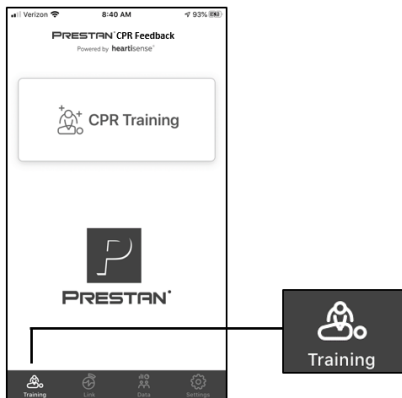 Verizon 8:40 AM 93%
PRESTAN® CPR Feedback
Powered by heartisense®
CPR Training
P
PRESTAN®
Training Link Data Settings
Training